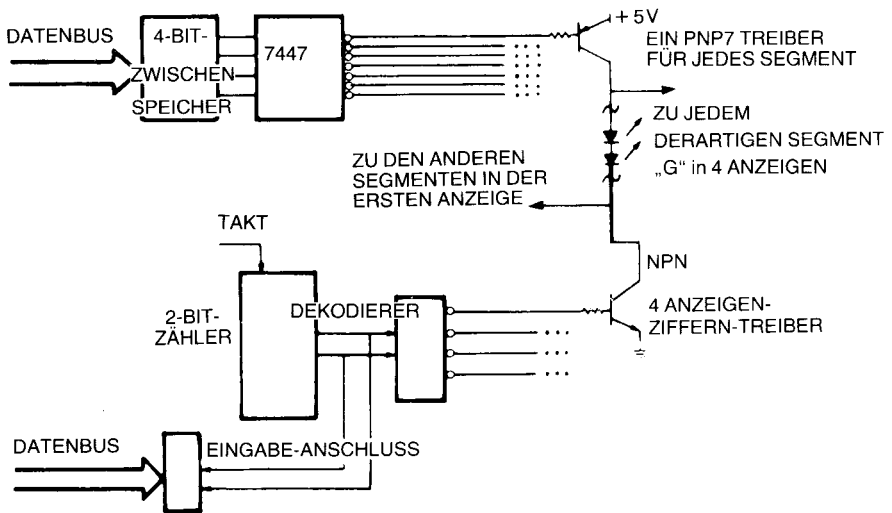 DATENBUS
4-BIT-
ZWISCHEN
SPEICHER
7447
+5V
EIN PNP7 TREIBER
FÜR JEDES SEGMENT
ZU JEDEM
DERARTIGEN SEGMENT
„G" in 4 ANZEIGEN
ZU DEN ANDEREN
SEGMENTEN IN DER
ERSTEN ANZEIGE
TAKT
2-BIT-
ZÄHLER
DEKODIERER
NPN
4 ANZEIGEN-
ZIFFERN-TREIBER
DATENBUS
EINGABE-ANSCHLUSS